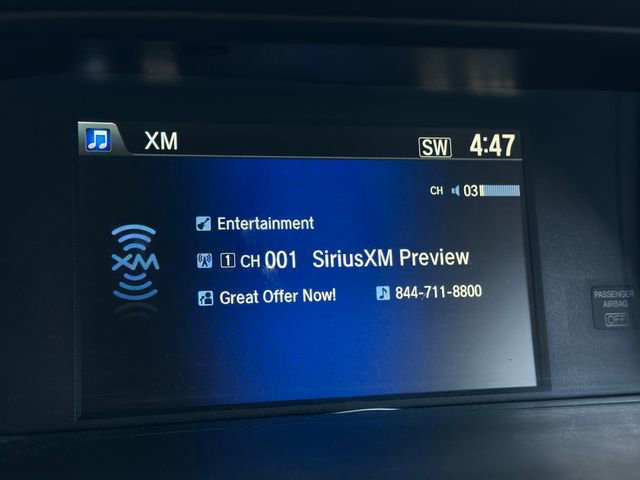 XM SW 4:47
CH 03
Entertainment
XM 1 CH 001 SiriusXM Preview
Great Offer Now! 844-711-8800
PASSENGER
AIRBAG
OFF